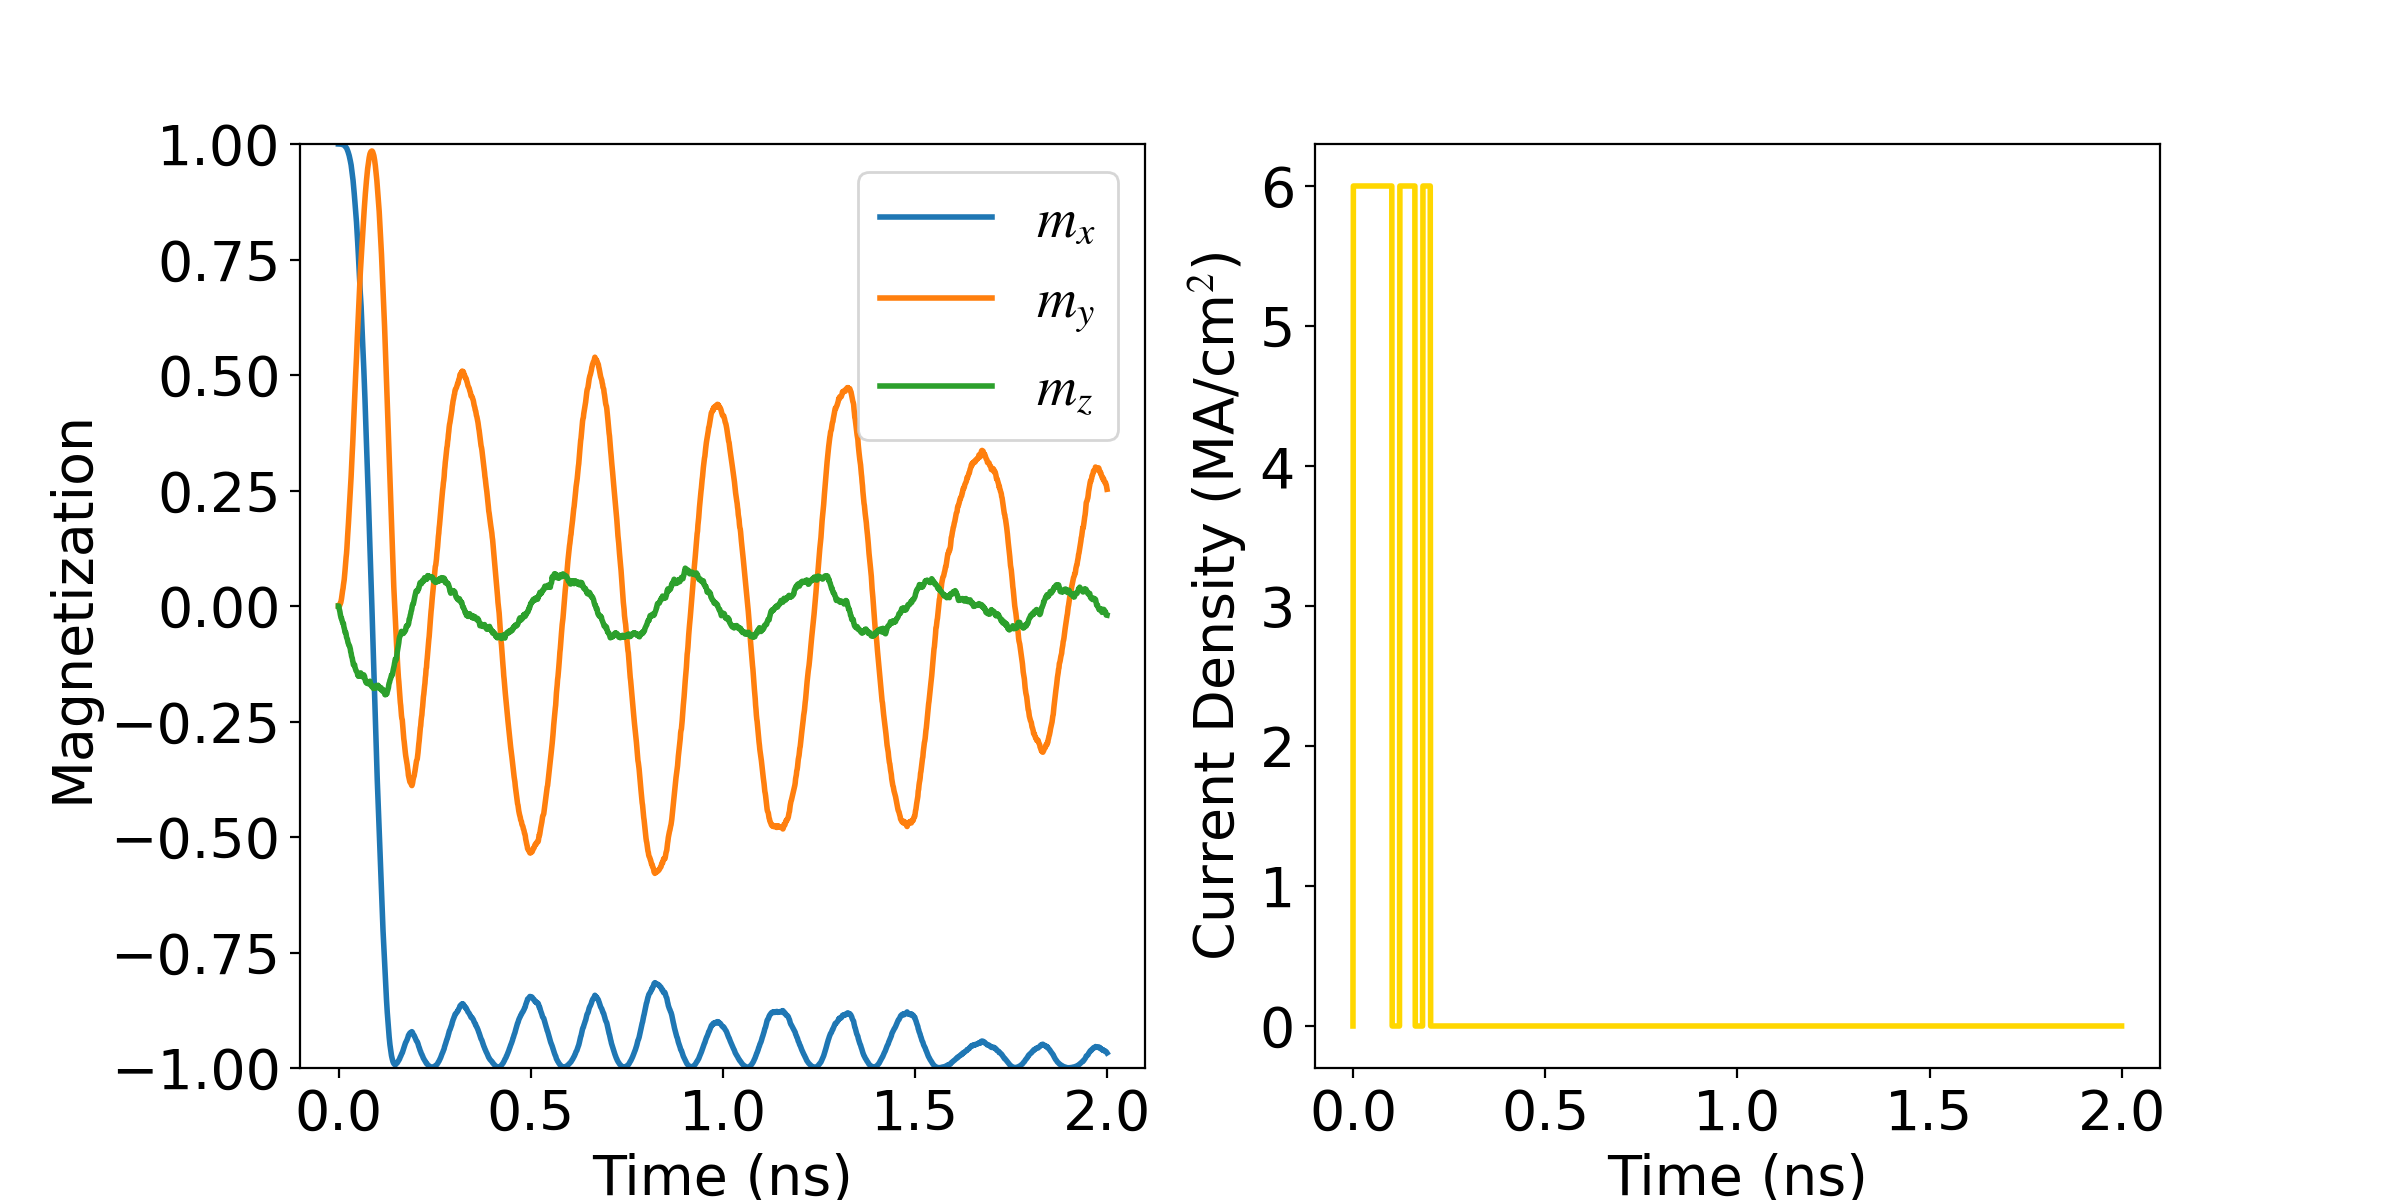 Magnetization
1.00
0.75
0.50
0.25
0.00
−0.25
−0.50
−0.75
−1.00
0.0 0.5 1.0 1.5 2.0
Time (ns)
mₓ
m_y
m_z
Current Density (MA/cm²)
6
5
4
3
2
1
0
0.0 0.5 1.0 1.5 2.0
Time (ns)